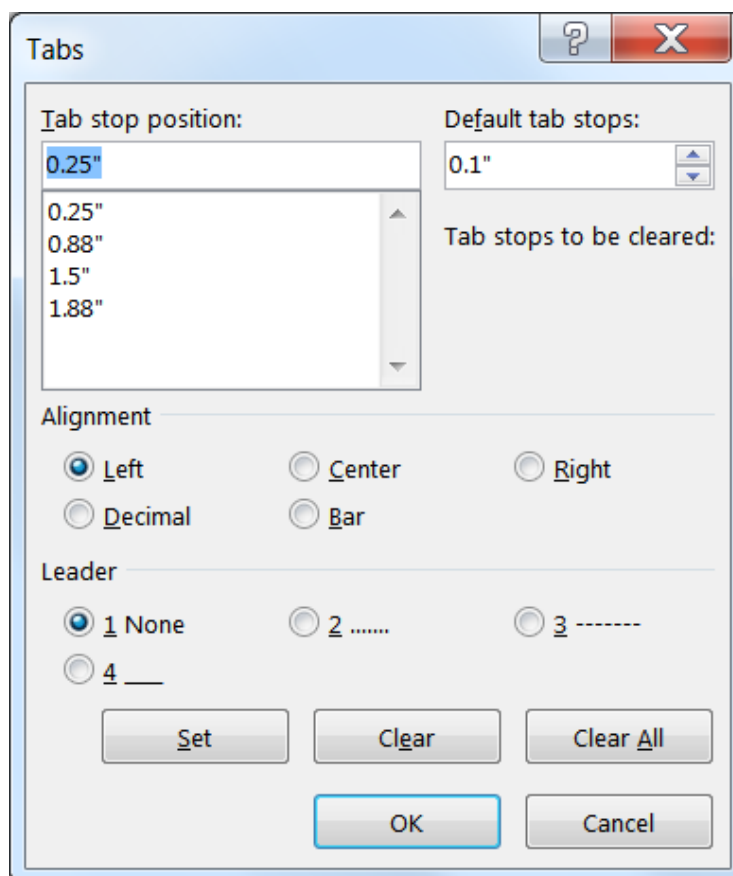 Tabs
Tab stop position: Default tab stops:
0.25" 0.1"
0.25"
0.88" Tab stops to be cleared:
1.5"
1.88"
Alignment
Left Center Right
Decimal Bar
Leader
1 None 2 ....... 3 -------
4 ___
Set Clear Clear All
OK Cancel